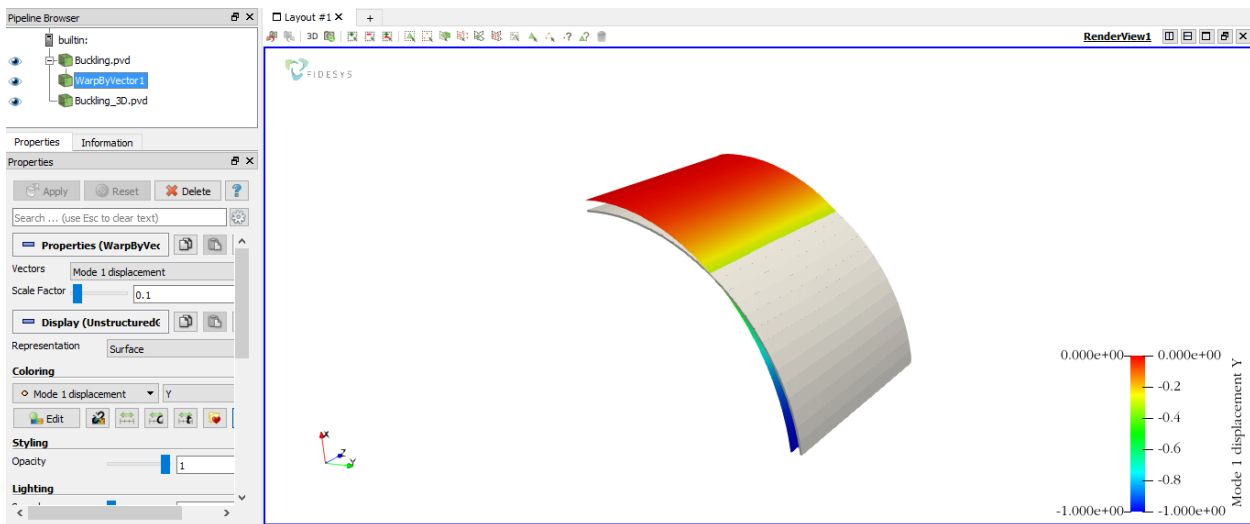 Pipeline Browser
Layout #1
+
builtin:
Buckling.pvd
WarpByVector1
Buckling_3D.pvd
3D
RenderView1
FIDESYS
Properties
Information
Properties
Apply
Reset
Delete
?
Search ... (use Esc to clear text)
Properties (WarpByVec
Vectors
Mode 1 displacement
Scale Factor
0.1
Display (Unstructured
Representation
Surface
Coloring
Mode 1 displacement
Y
Edit
Styling
Opacity
1
Lighting
X
Z
Y
0.000e+00
0.000e+00
-0.2
-0.4
-0.6
-0.8
-1.000e+00
-1.000e+00
Mode 1 displacement Y